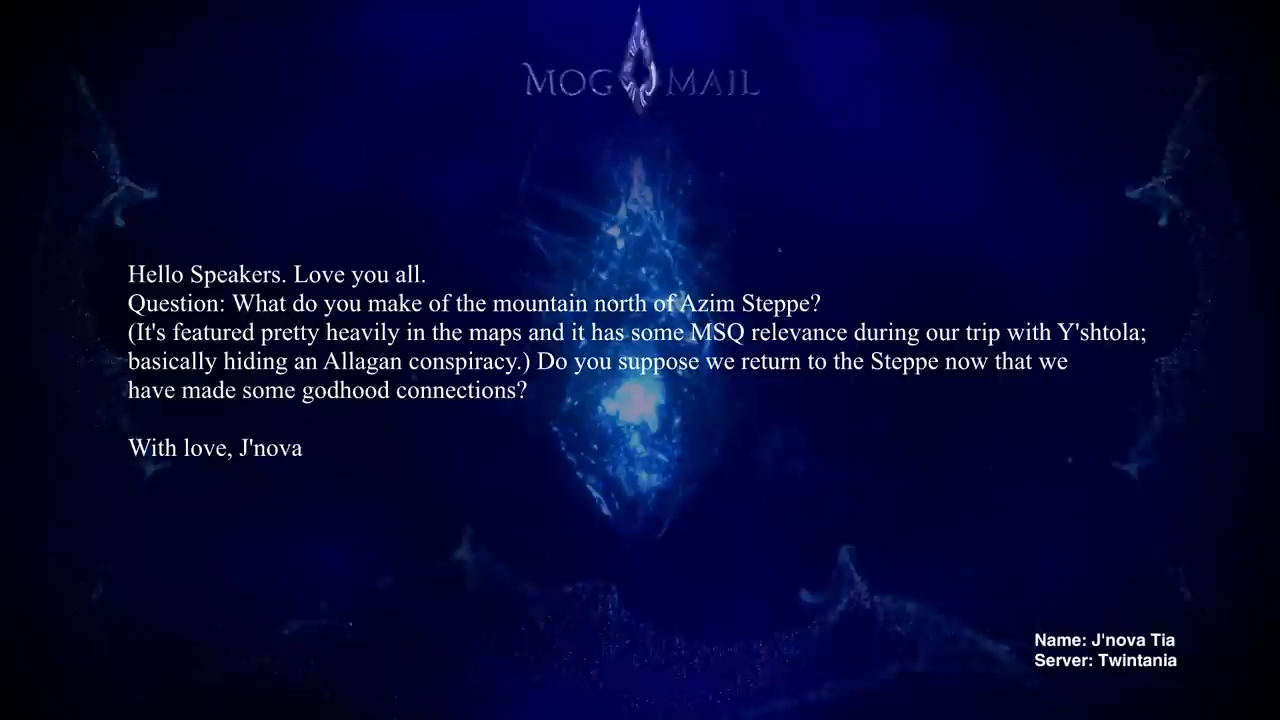 MOG MAIL
Hello Speakers. Love you all.
Question: What do you make of the mountain north of Azim Steppe?
(It's featured pretty heavily in the maps and it has some MSQ relevance during our trip with Y'shtola;
basically hiding an Allagan conspiracy.) Do you suppose we return to the Steppe now that we
have made some godhood connections?
With love, J'nova
Name: J'nova Tia
Server: Twintania